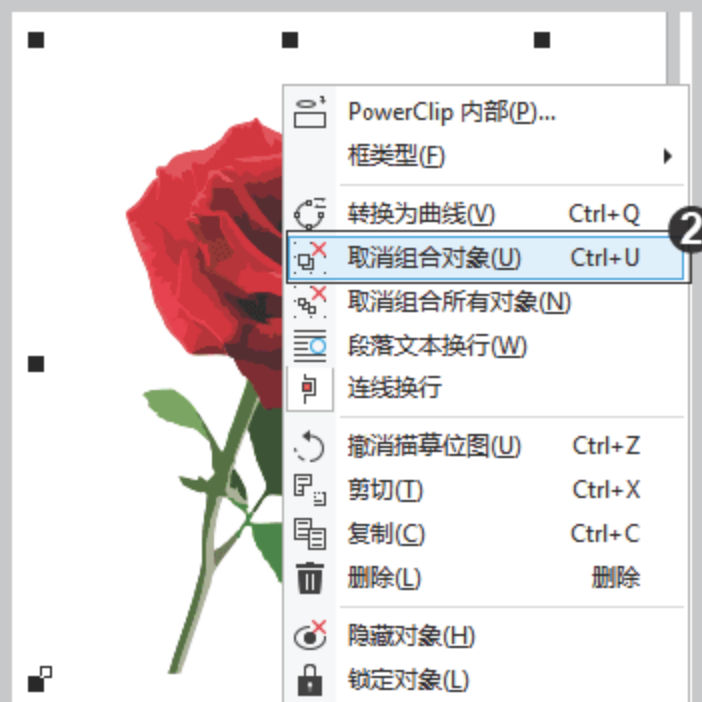 PowerClip 内部(P)...
框类型(F)
转换为曲线(V) Ctrl+Q
2
取消组合对象(U) Ctrl+U
取消组合所有对象(N)
段落文本换行(W)
连线换行
撤消描摹位图(U) Ctrl+Z
剪切(T) Ctrl+X
复制(C) Ctrl+C
删除(L) 删除
隐藏对象(H)
锁定对象(L)